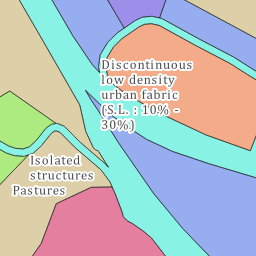 Discontinuous
low density
urban fabric
(S.L. : 10% -
30%)
Isolated
structures
Pastures